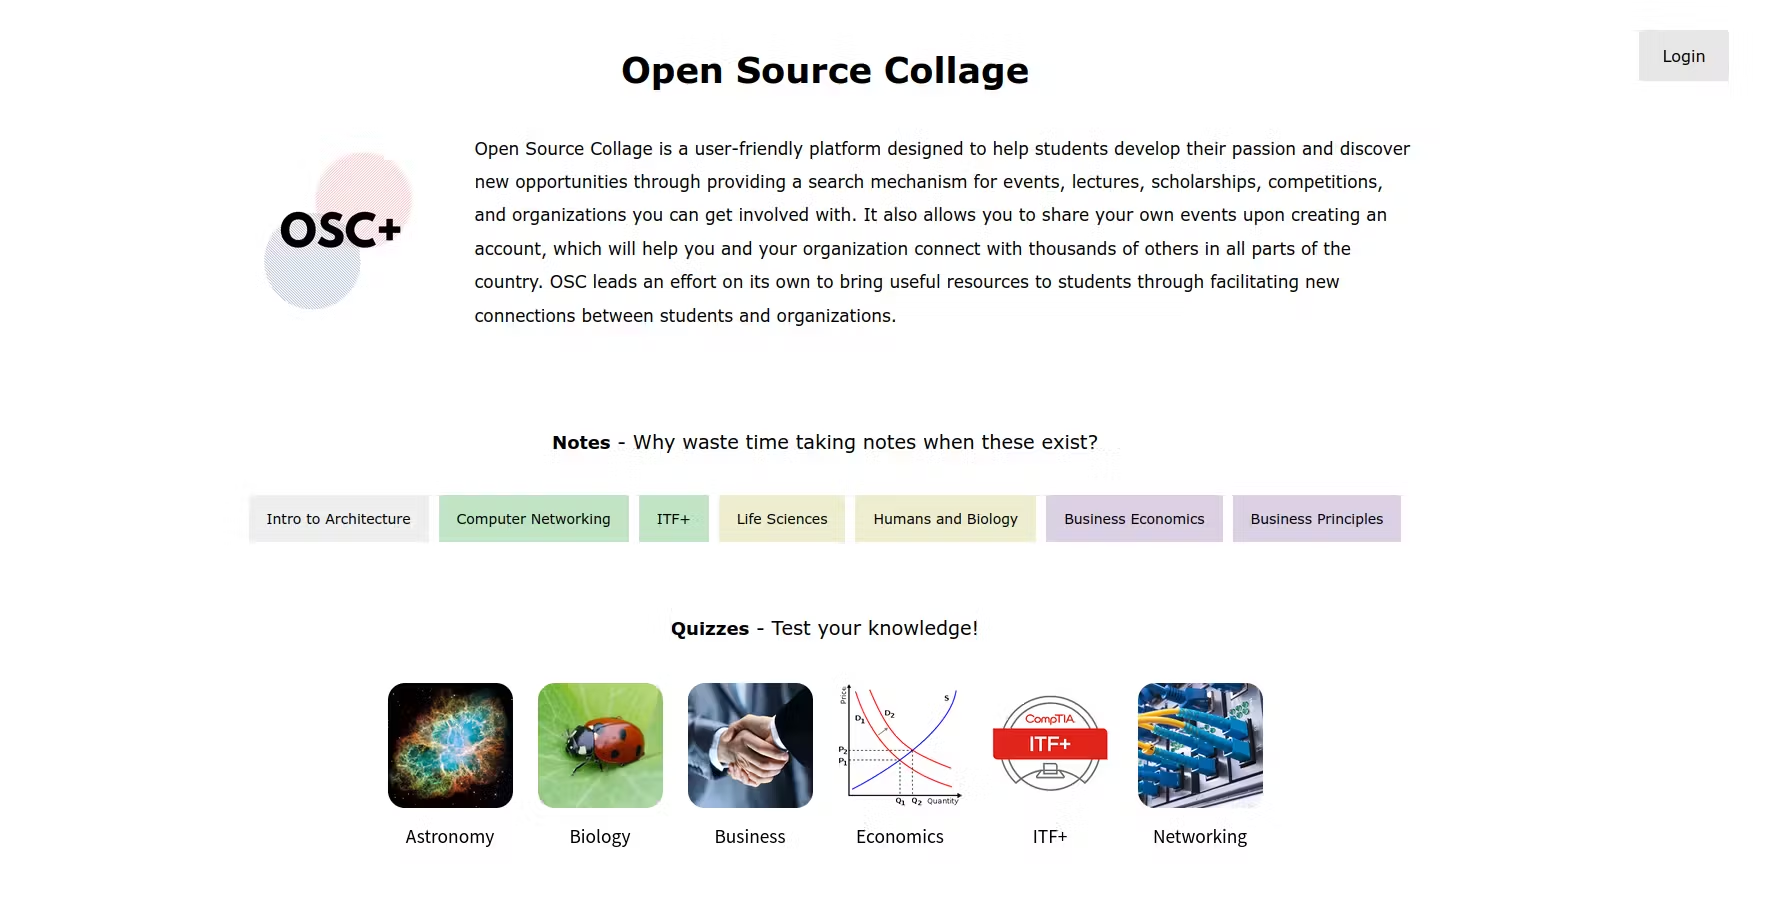 Login
Open Source Collage
OSC+
Open Source Collage is a user-friendly platform designed to help students develop their passion and discover
new opportunities through providing a search mechanism for events, lectures, scholarships, competitions,
and organizations you can get involved with. It also allows you to share your own events upon creating an
account, which will help you and your organization connect with thousands of others in all parts of the
country. OSC leads an effort on its own to bring useful resources to students through facilitating new
connections between students and organizations.
Notes - Why waste time taking notes when these exist?
Intro to Architecture Computer Networking ITF+ Life Sciences Humans and Biology Business Economics Business Principles
Quizzes - Test your knowledge!
Price
D1
D2
S
P2
P1
Q1 Q2 Quantity
CompTIA
ITF+
Astronomy Biology Business Economics ITF+ Networking